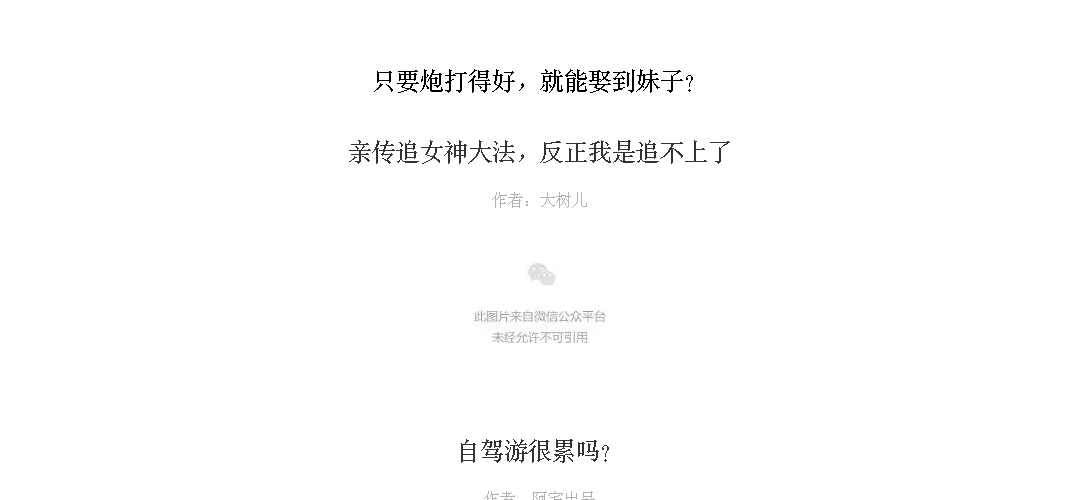 只要炮打得好，就能娶到妹子？
亲传追女神大法，反正我是追不上了
作者：大树儿
此图片来自微信公众平台
未经允许不可引用
自驾游很累吗？
作者